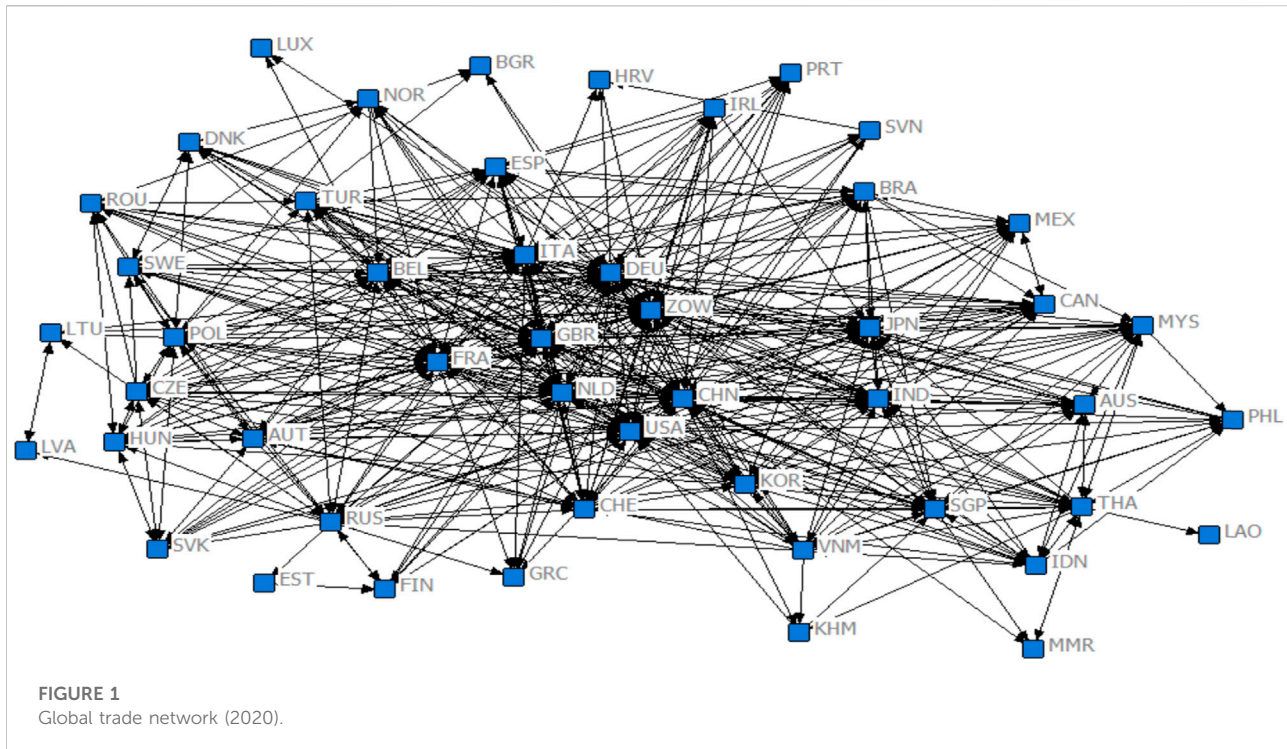 LUX
BGR
HRV
PRT
NOR
IRL
DNK
SVN
ESP
ROU
TUR
BRA
MEX
SWE
BEL
ITA
DEU
ZOW
CAN
LTU
POL
GBR
JPN
MYS
FRA
CZE
NLD
CHN
IND
AUS
PHL
LVA
HUN
AUT
USA
KOR
RUS
CHE
SGP
THA
LAO
SVK
VNM
EST
FIN
GRC
IDN
KHM
MMR
FIGURE 1
Global trade network (2020).